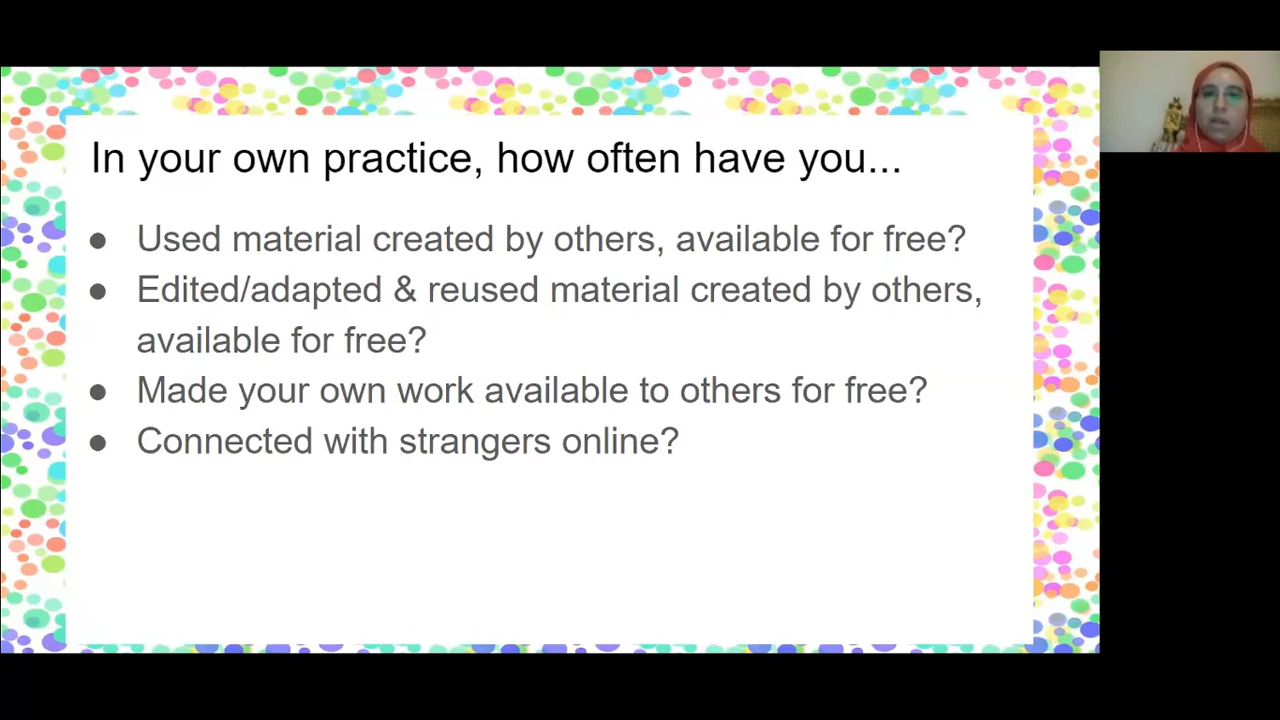 In your own practice, how often have you...
● Used material created by others, available for free?
● Edited/adapted & reused material created by others,
available for free?
● Made your own work available to others for free?
● Connected with strangers online?